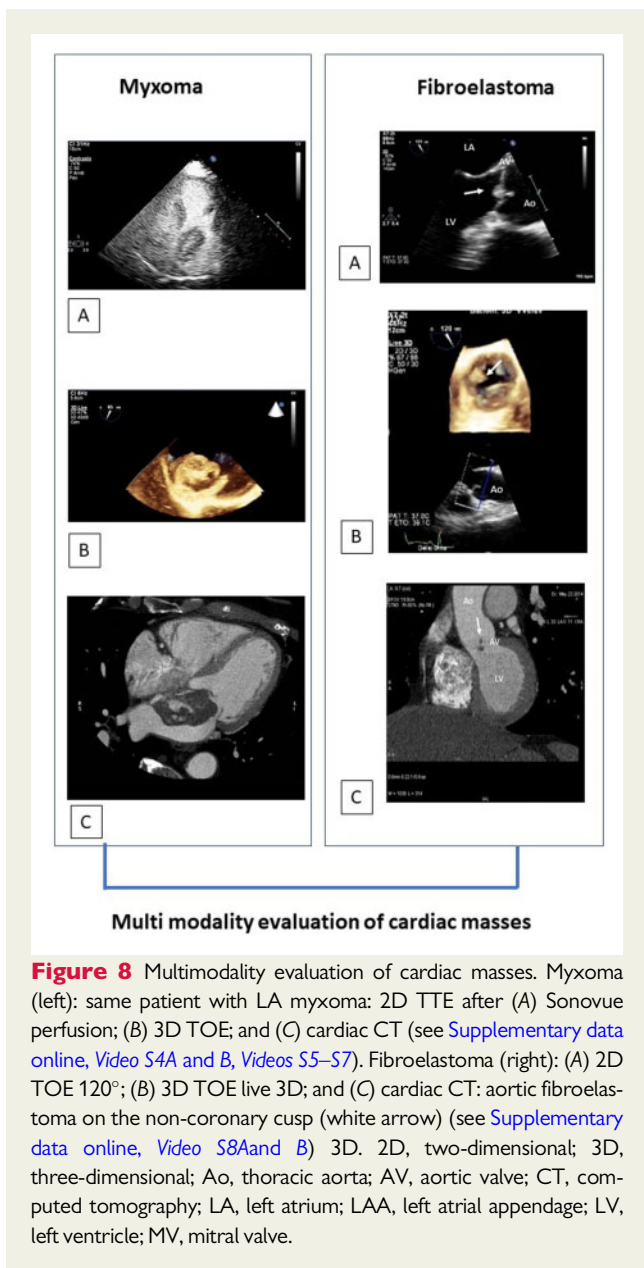 Myxoma
Fibroelastoma
LA
AV
Ao
LV
A
A
Live 3D
Ao
B
B
Ao
AV
LV
C
C
Multi modality evaluation of cardiac masses
Figure 8 Multimodality evaluation of cardiac masses. Myxoma
(left): same patient with LA myxoma: 2D TTE after (A) Sonovue
perfusion; (B) 3D TOE; and (C) cardiac CT (see Supplementary data
online, Video S4A and B, Videos S5–S7). Fibroelastoma (right): (A) 2D
TOE 120°; (B) 3D TOE live 3D; and (C) cardiac CT: aortic fibroelas-
toma on the non-coronary cusp (white arrow) (see Supplementary
data online, Video S8Aand B) 3D. 2D, two-dimensional; 3D,
three-dimensional; Ao, thoracic aorta; AV, aortic valve; CT, com-
puted tomography; LA, left atrium; LAA, left atrial appendage; LV,
left ventricle; MV, mitral valve.